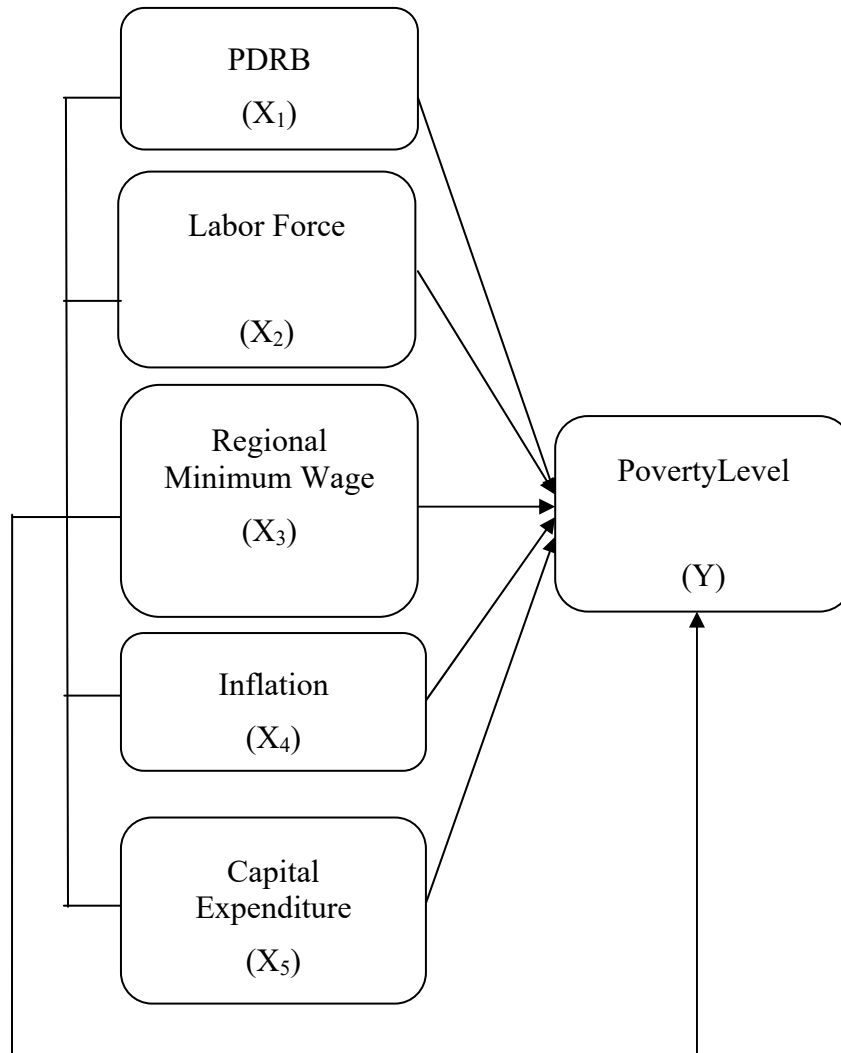 PDRB
(X₁)
Labor Force
(X₂)
Regional
Minimum Wage
(X₃)
Inflation
(X₄)
Capital
Expenditure
(X₅)
PovertyLevel
(Y)